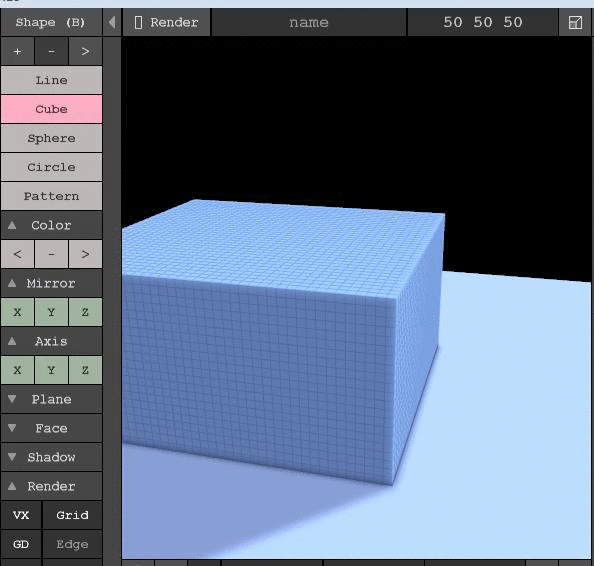 Shape (B)
Render
name
50 50 50
+ - >
Line
Cube
Sphere
Circle
Pattern
Color
< - >
Mirror
X Y Z
Axis
X Y Z
Plane
Face
Shadow
Render
VX Grid
GD Edge